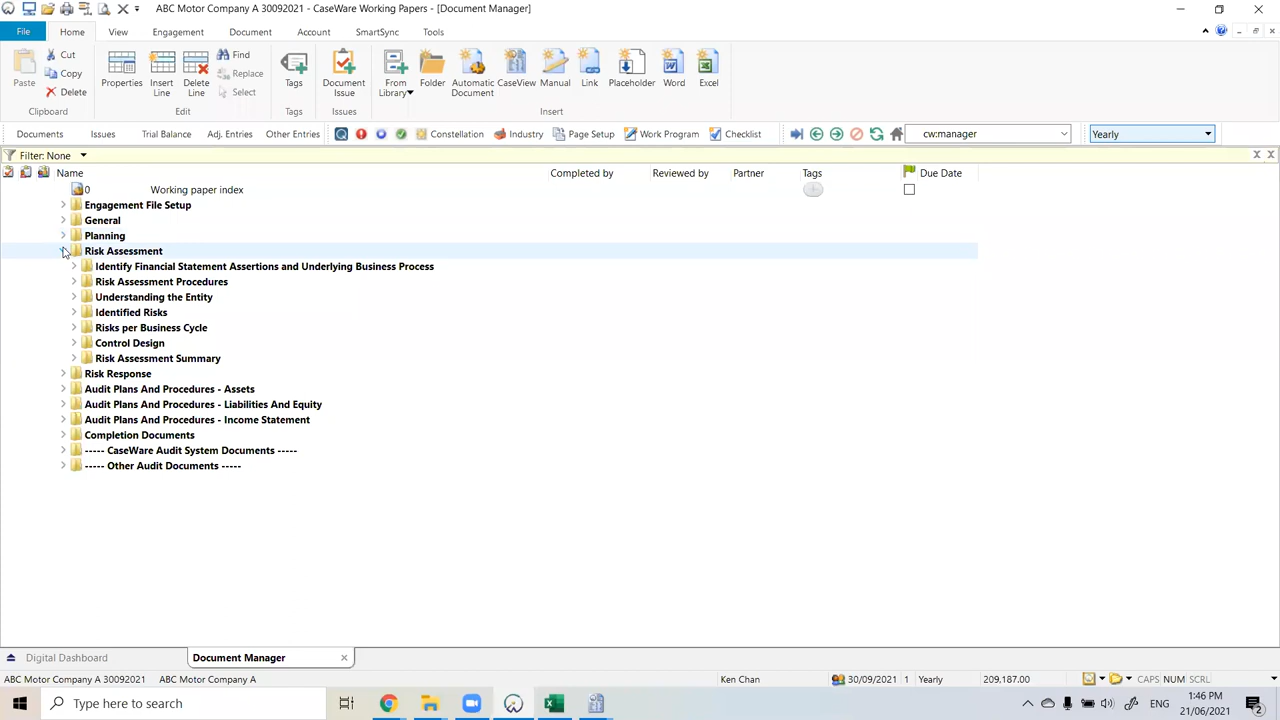 ABC Motor Company A 30092021 - CaseWare Working Papers - [Document Manager]
File Home View Engagement Document Account SmartSync Tools
Paste Cut Copy Delete Properties Insert Line Delete Line Find Replace Select Tags Document Issue From Library Folder Automatic Document CaseView Manual Link Placeholder Word Excel
Clipboard Edit Tags Issues Insert
Documents Issues Trial Balance Adj. Entries Other Entries Constellation Industry Page Setup Work Program Checklist cw:manager Yearly
Filter: None
Name Completed by Reviewed by Partner Tags Due Date
0 Working paper index
Engagement File Setup
General
Planning
Risk Assessment
Identify Financial Statement Assertions and Underlying Business Process
Risk Assessment Procedures
Understanding the Entity
Identified Risks
Risks per Business Cycle
Control Design
Risk Assessment Summary
Risk Response
Audit Plans And Procedures - Assets
Audit Plans And Procedures - Liabilities And Equity
Audit Plans And Procedures - Income Statement
Completion Documents
----- CaseWare Audit System Documents -----
----- Other Audit Documents -----
Digital Dashboard Document Manager
ABC Motor Company A 30092021 ABC Motor Company A Ken Chan 30/09/2021 1 Yearly 209,187.00 CAPS NUM SCRL
Type here to search ENG 1:46 PM
21/06/2021 2